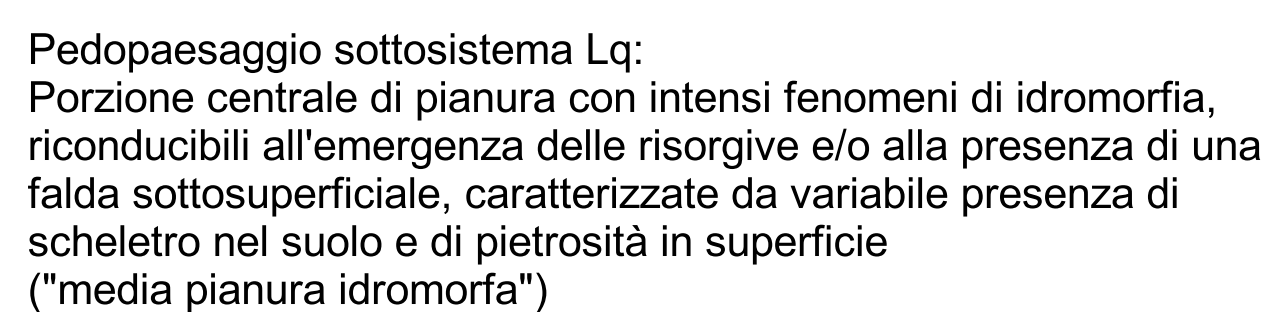 Pedopaesaggio sottosistema Lq:
Porzione centrale di pianura con intensi fenomeni di idromorfia,
riconducibili all'emergenza delle risorgive e/o alla presenza di una
falda sottosuperficiale, caratterizzate da variabile presenza di
scheletro nel suolo e di pietrosità in superficie
("media pianura idromorfa")